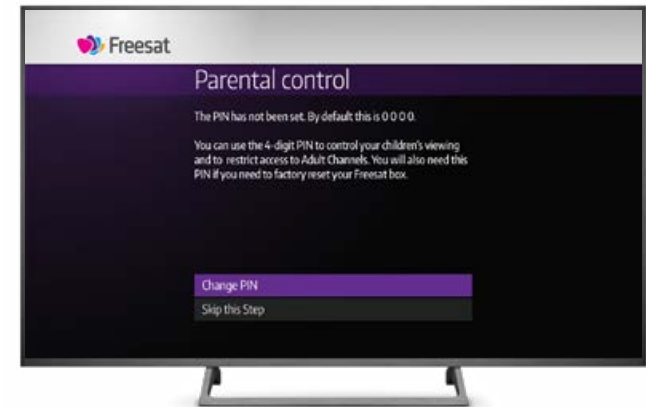 Freesat
Parental control
The PIN has not been set. By default this is 0 0 0 0.
You can use the 4-digit PIN to control your children's viewing
and to restrict access to Adult Channels. You will also need this
PIN if you need to factory reset your Freesat box.
Change PIN
Skip this Step